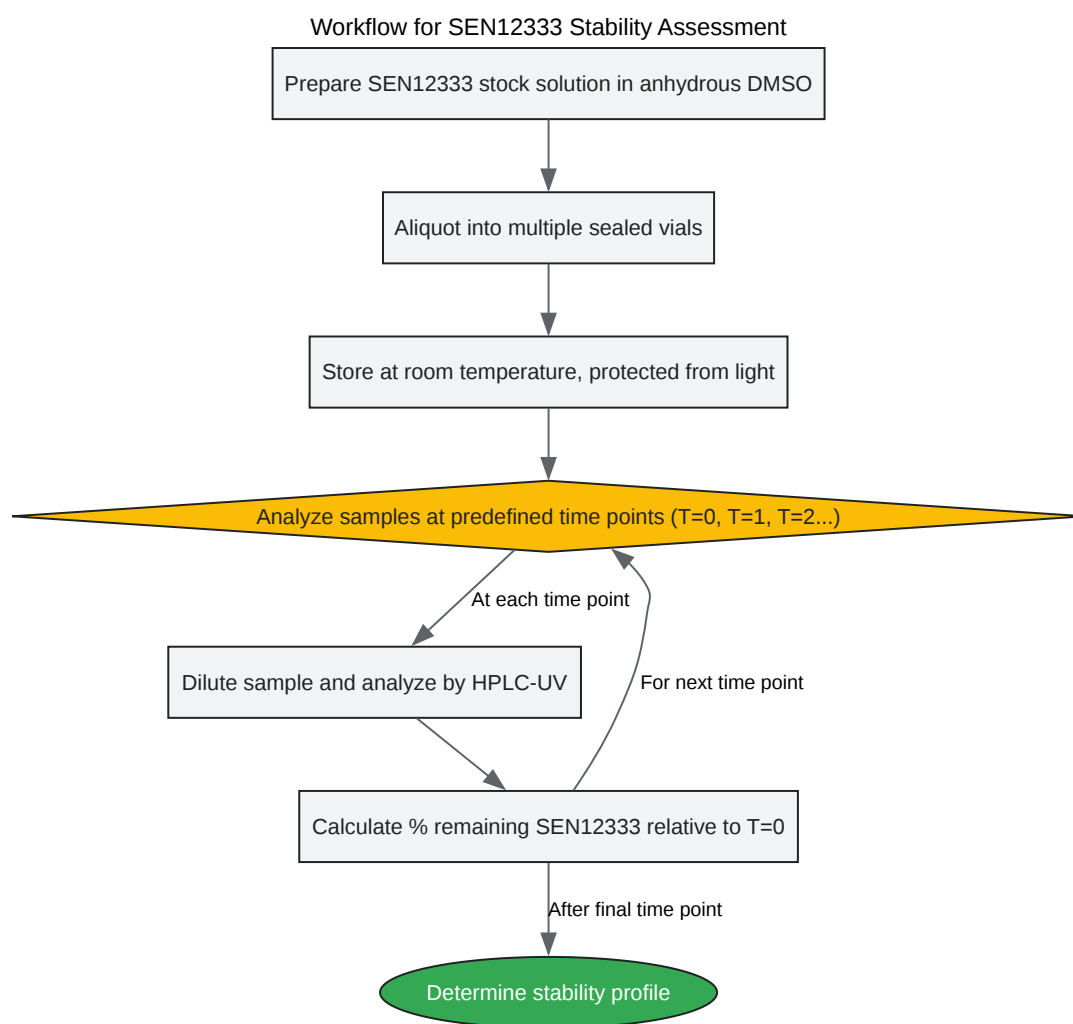 Workflow for SEN12333 Stability Assessment
Prepare SEN12333 stock solution in anhydrous DMSO
Aliquot into multiple sealed vials
Store at room temperature, protected from light
Analyze samples at predefined time points (T=0, T=1, T=2...)
At each time point
Dilute sample and analyze by HPLC-UV
For next time point
Calculate % remaining SEN12333 relative to T=0
After final time point
Determine stability profile